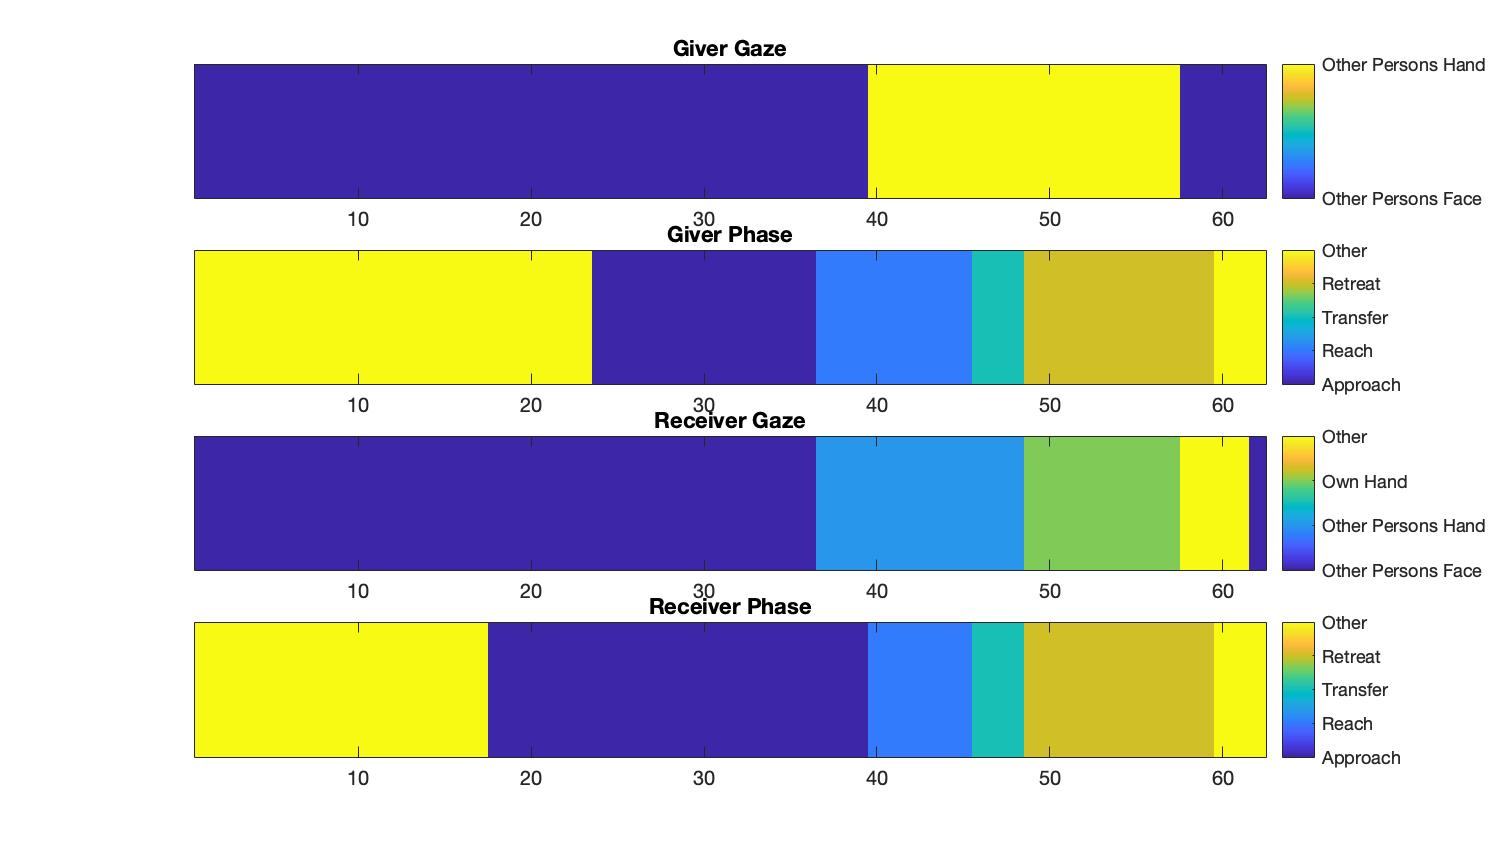 Giver Gaze
Other Persons Hand
Other Persons Face
10 20 30 40 50 60
Giver Phase
Other
Retreat
Transfer
Reach
Approach
10 20 30 40 50 60
Receiver Gaze
Other
Own Hand
Other Persons Hand
Other Persons Face
10 20 30 40 50 60
Receiver Phase
Other
Retreat
Transfer
Reach
Approach
10 20 30 40 50 60